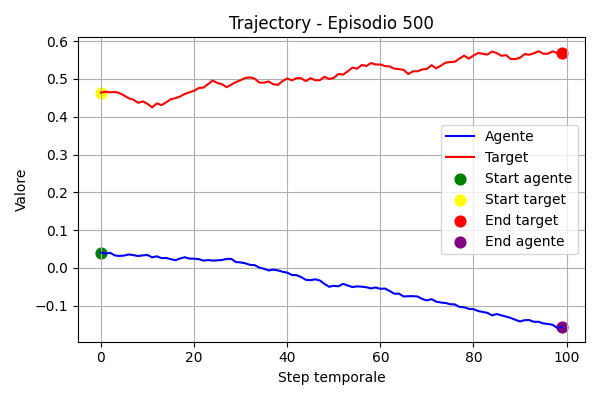 Trajectory - Episodio 500
Valore
0.6
0.5
0.4
0.3
0.2
0.1
0.0
−0.1
Agente
Target
Start agente
Start target
End target
End agente
0 20 40 60 80 100
Step temporale